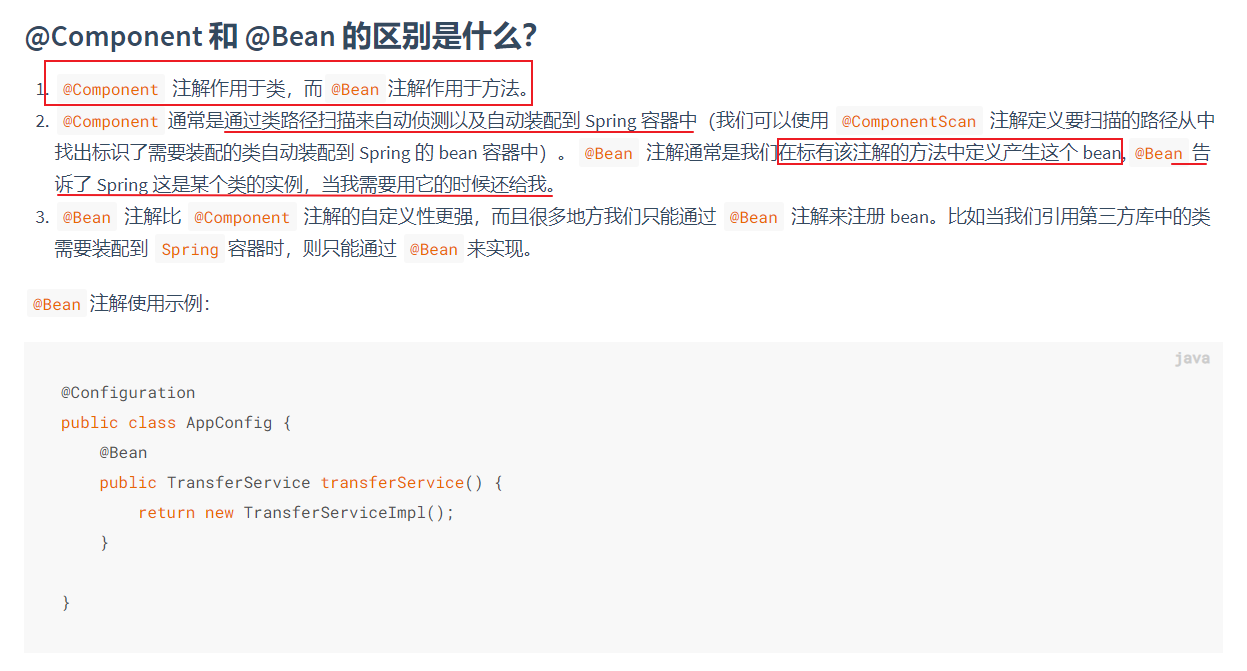 @Component 和 @Bean 的区别是什么？
1. @Component 注解作用于类，而 @Bean 注解作用于方法。
2. @Component 通常是通过类路径扫描来自动侦测以及自动装配到 Spring 容器中（我们可以使用 @ComponentScan 注解定义要扫描的路径从中
找出标识了需要装配的类自动装配到 Spring 的 bean 容器中）。 @Bean 注解通常是我们在标有该注解的方法中定义产生这个 bean, @Bean 告
诉了 Spring 这是某个类的实例，当我需要用它的时候还给我。
3. @Bean 注解比 @Component 注解的自定义性更强，而且很多地方我们只能通过 @Bean 注解来注册 bean。比如当我们引用第三方库中的类
需要装配到 Spring 容器时，则只能通过 @Bean 来实现。
@Bean 注解使用示例：
java
@Configuration
public class AppConfig {
@Bean
public TransferService transferService() {
return new TransferServiceImpl();
}
}